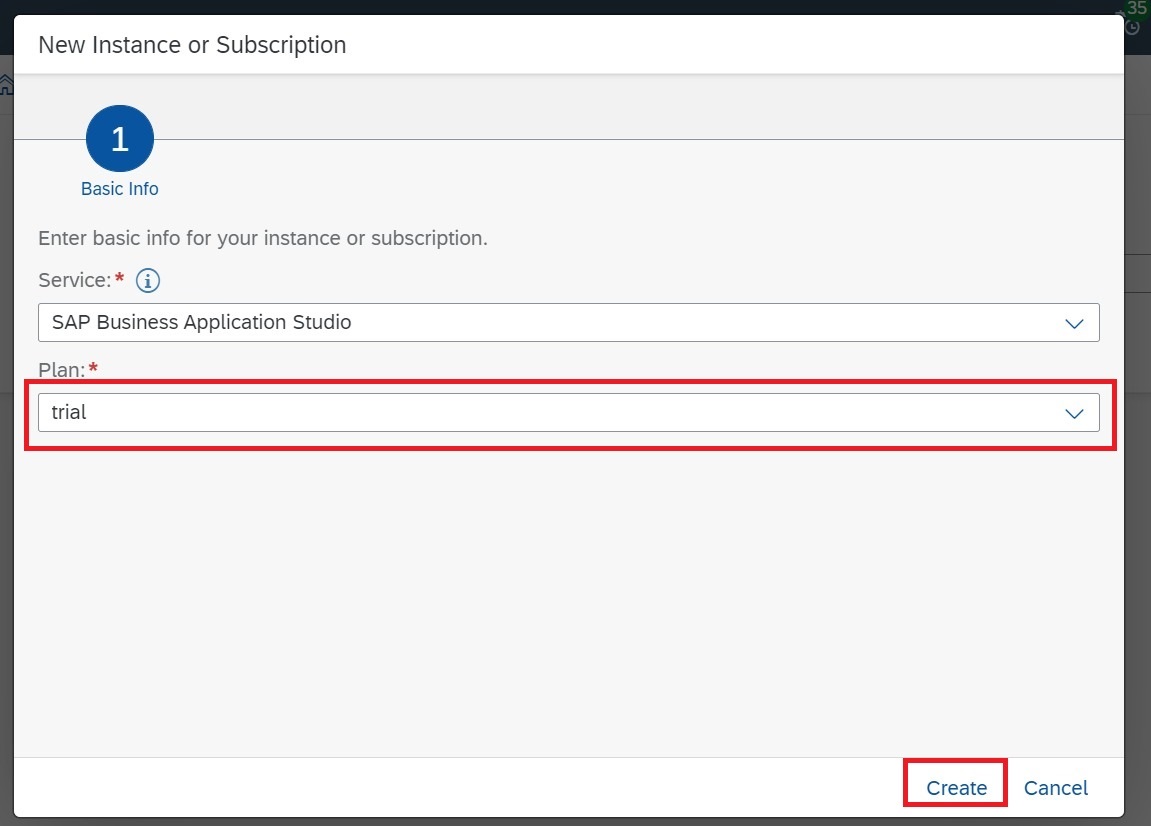 35
New Instance or Subscription
1
Basic Info
Enter basic info for your instance or subscription.
Service:*
SAP Business Application Studio
Plan:*
trial
Create Cancel